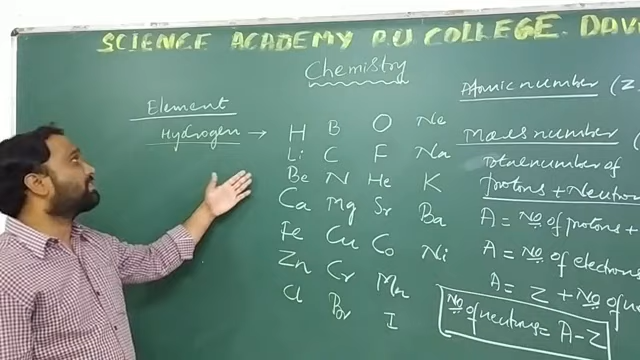 SCIENCE ACADEMY P.U COLLEGE. DAV
Chemistry
Element
Hydrogen →
H B O Ne
Li C F Na
Be N He K
Ca Mg Sr Ba
Fe Cu Co Ni
Zn Cr Mn
Cl Br I
Atomic number (Z
Mass number (
Total number of
protons + Neutron
A = No of protons +
A = No of electrons
A = Z + No of
No of neutrons = A - Z